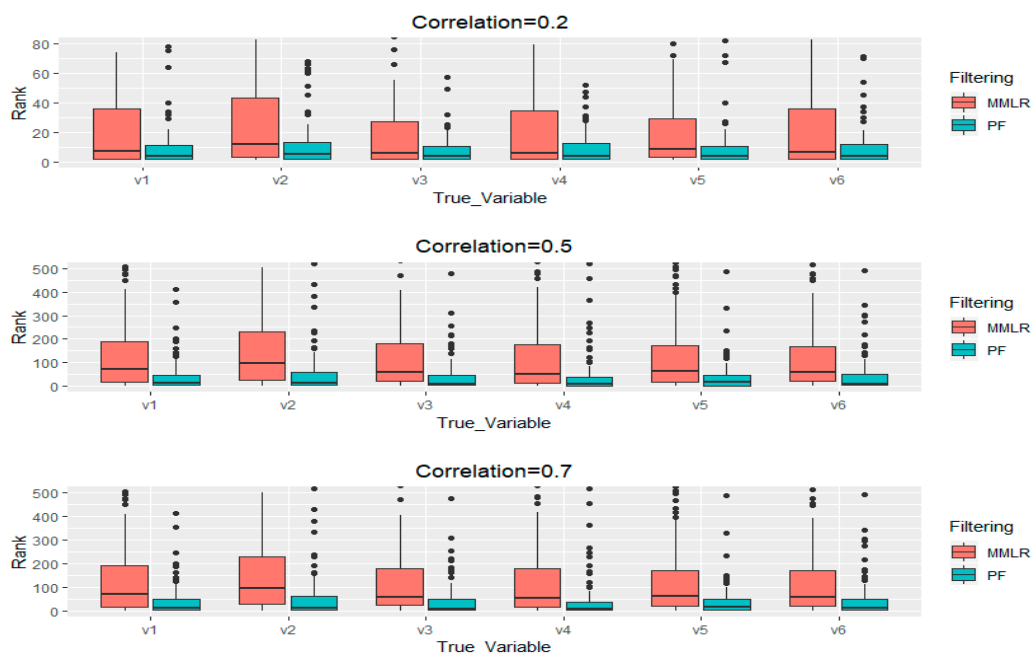 Correlation=0.2
Rank
80
60
40
20
0
v1 v2 v3 v4 v5 v6
True_Variable
Filtering
MMLR
PF
Correlation=0.5
Rank
500
400
300
200
100
0
v1 v2 v3 v4 v5 v6
True_Variable
Filtering
MMLR
PF
Correlation=0.7
Rank
500
400
300
200
100
0
v1 v2 v3 v4 v5 v6
True_Variable
Filtering
MMLR
PF